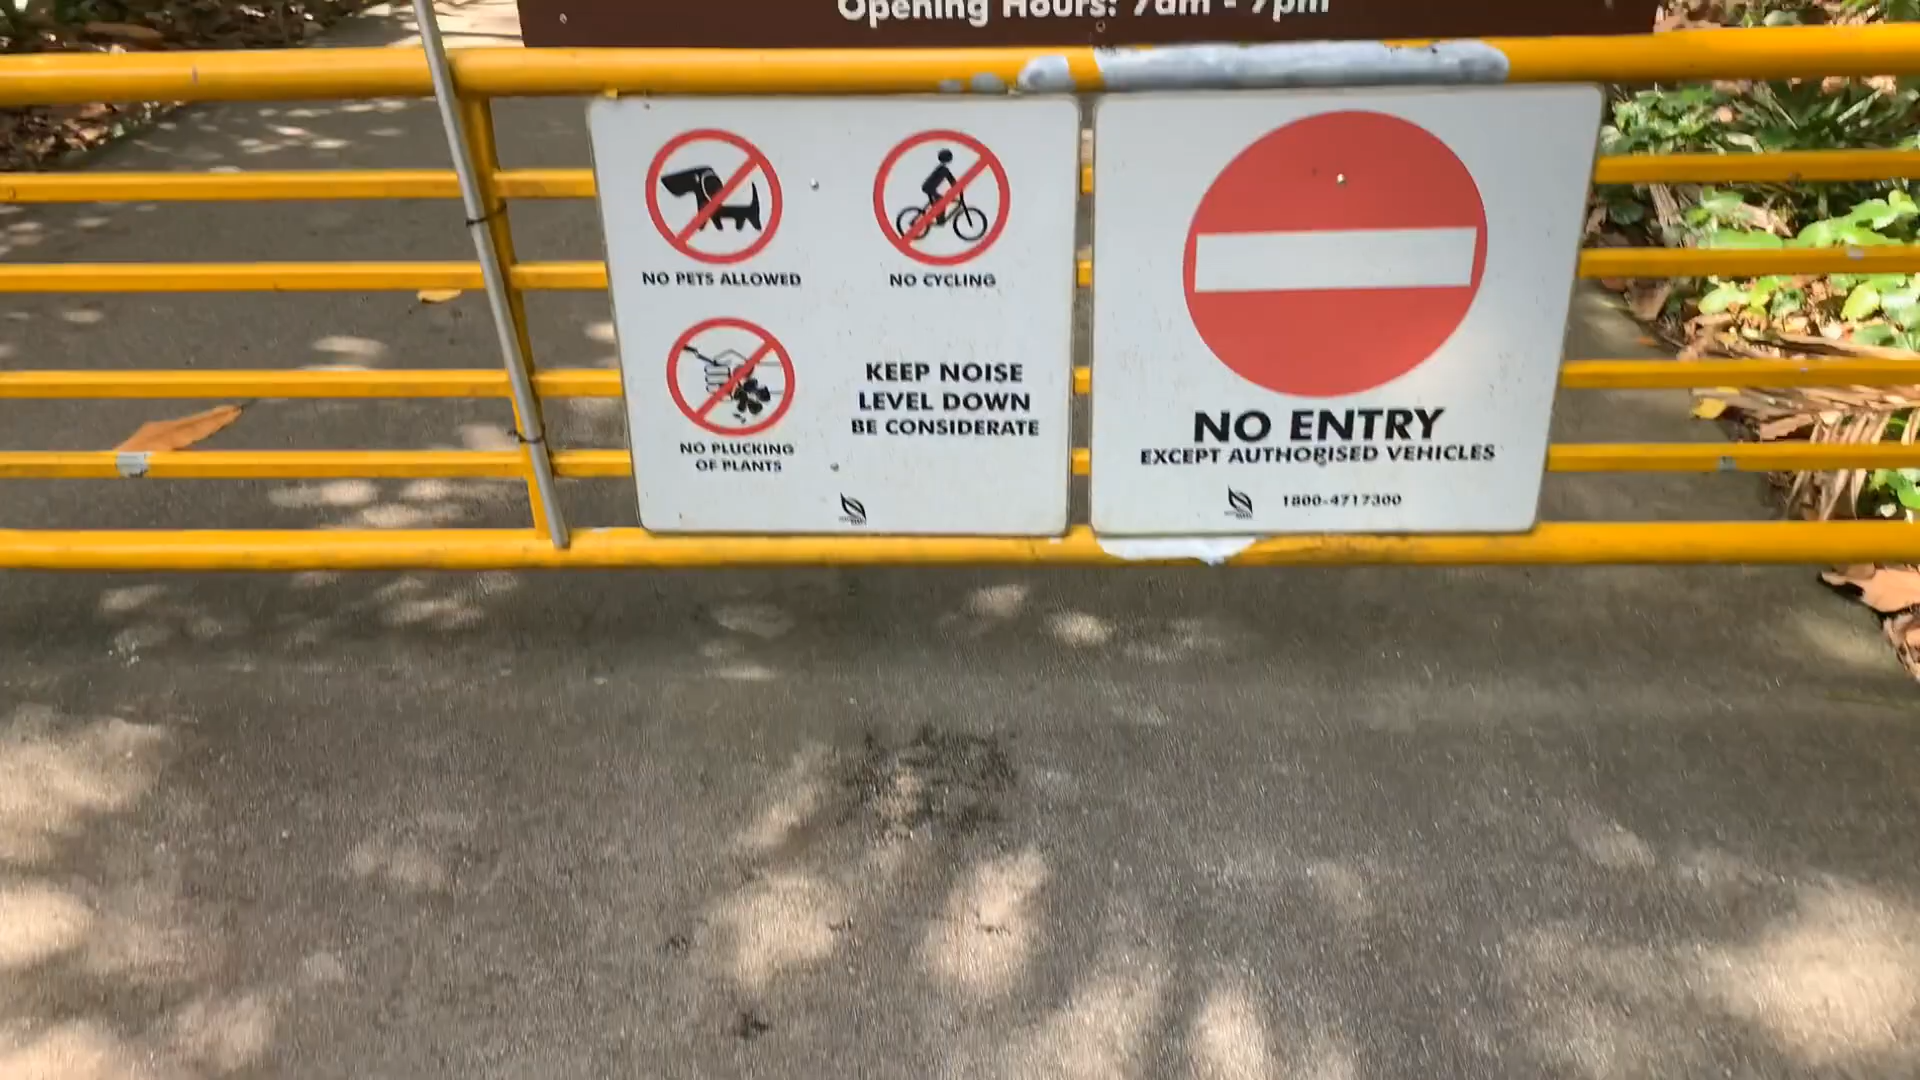 Opening Hours: 7am - 7pm
NO PETS ALLOWED
NO CYCLING
NO PLUCKING
OF PLANTS
KEEP NOISE
LEVEL DOWN
BE CONSIDERATE
NO ENTRY
EXCEPT AUTHORISED VEHICLES
1800-4717300